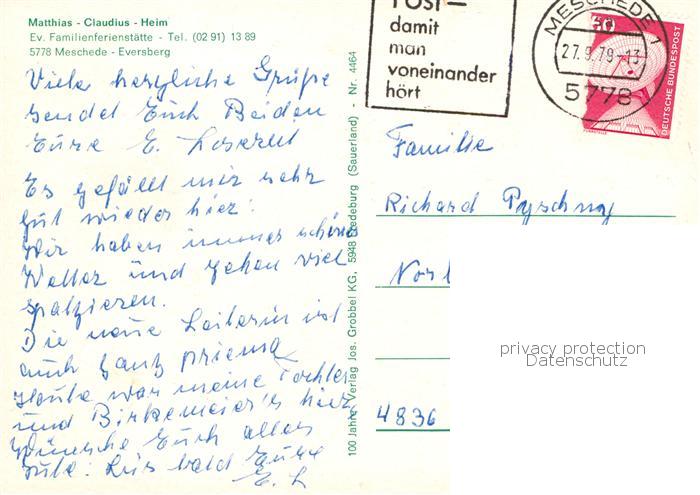 Matthias - Claudius - Heim
Ev. Familienferienstätte - Tel. (02 91) 13 89
5778 Meschede - Eversberg
Viele herzliche Grüße
sendet Euch Beiden
Eure E.
Es gefällt mir sehr
gut wieder hier.
Wir haben immer schönes
Wetter und gehen viel
spazieren.
Die neue Leiterin ist
auch ganz prima
Heute war meine Tochter
und Birkemeier's hier,
Wünsche Euch alles
Gute. Bis bald Eure
E. L
100 Jahre Verlag Jos. Grobbel KG, 5948 Fredeburg (Sauerland) - Nr. 4464
Post—
damit
man
voneinander
hört
MESCHEDE 1
27.9.79-13
5778
50
DEUTSCHE BUNDESPOST
Familie
Richard Pyschny
4836
privacy protection
Datenschutz